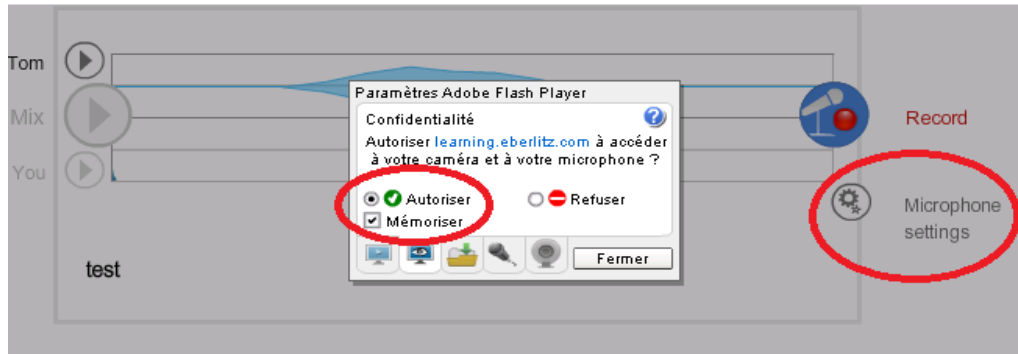 Tom
Mix
You
test
Paramètres Adobe Flash Player
Confidentialité
Autoriser learning.eberlitz.com à accéder
à votre caméra et à votre microphone ?
Autoriser
Refuser
Mémoriser
Fermer
Record
Microphone
settings